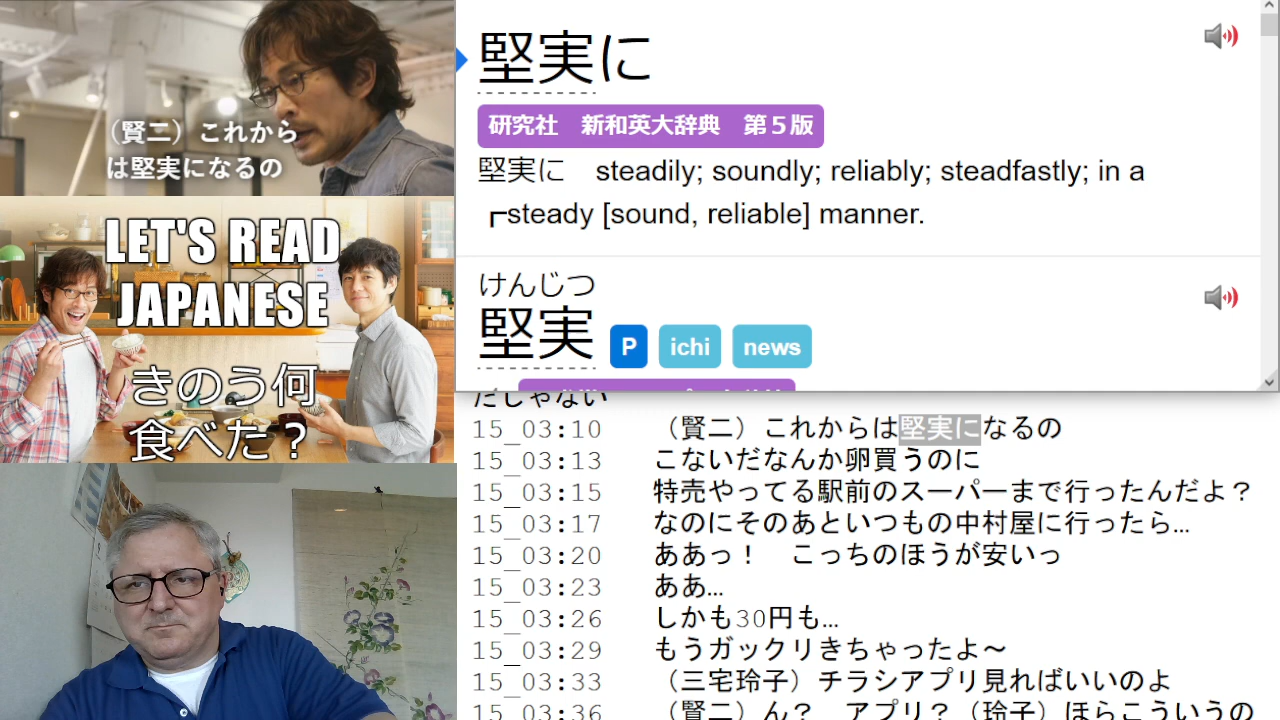 （賢二）これから
は堅実になるの
LET'S READ
JAPANESE
きのう何
食べた？
堅実に
研究社 新和英大辞典 第５版
堅実に steadily; soundly; reliably; steadfastly; in a
┏steady [sound, reliable] manner.
けんじつ
堅実 P ichi news
だじゃない
15_03:10 （賢二）これからは堅実になるの
15_03:13 こないだなんか卵買うのに
15_03:15 特売やってる駅前のスーパーまで行ったんだよ？
15_03:17 なのにそのあといつもの中村屋に行ったら…
15_03:20 ああっ！ こっちのほうが安いっ
15_03:23 ああ…
15_03:26 しかも30円も…
15_03:29 もうガックリきちゃったよ～
15_03:33 （三宅玲子）チラシアプリ見ればいいのよ
15_03:36 （賢二）ん？ アプリ？（玲子）ほらこういうの